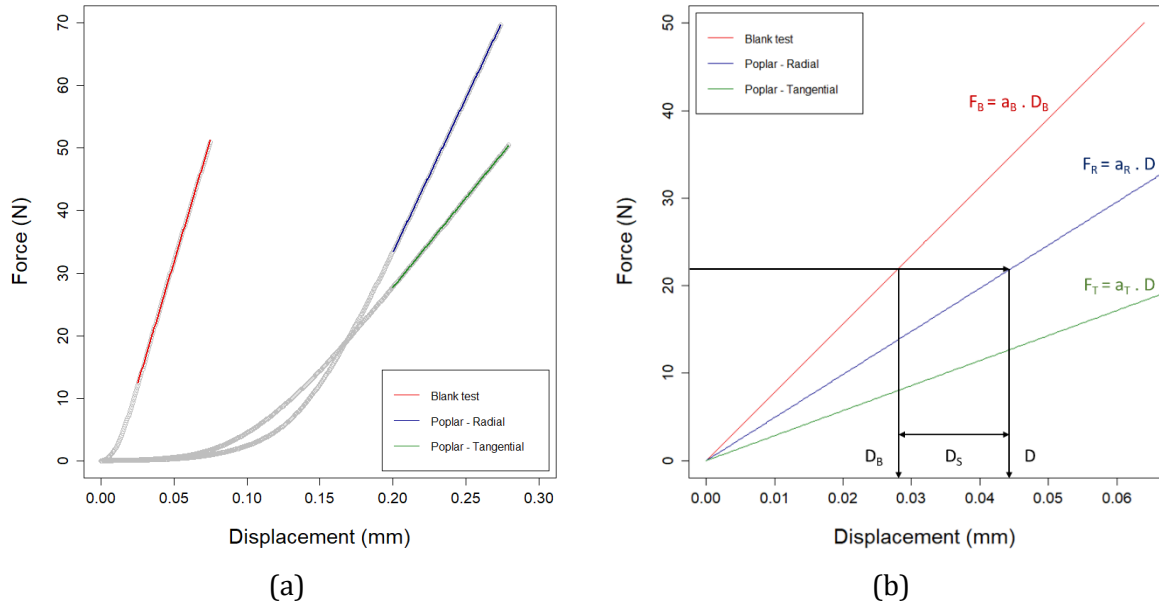 70
60
50
40
30
20
10
0
Force (N)
Blank test
Poplar - Radial
Poplar - Tangential
0.00 0.05 0.10 0.15 0.20 0.25 0.30
Displacement (mm)
(a)
50
40
30
20
10
0
Force (N)
Blank test
Poplar - Radial
Poplar - Tangential
F_B = a_B . D_B
F_R = a_R . D
F_T = a_T . D
D_B D_S D
0.00 0.01 0.02 0.03 0.04 0.05 0.06
Displacement (mm)
(b)